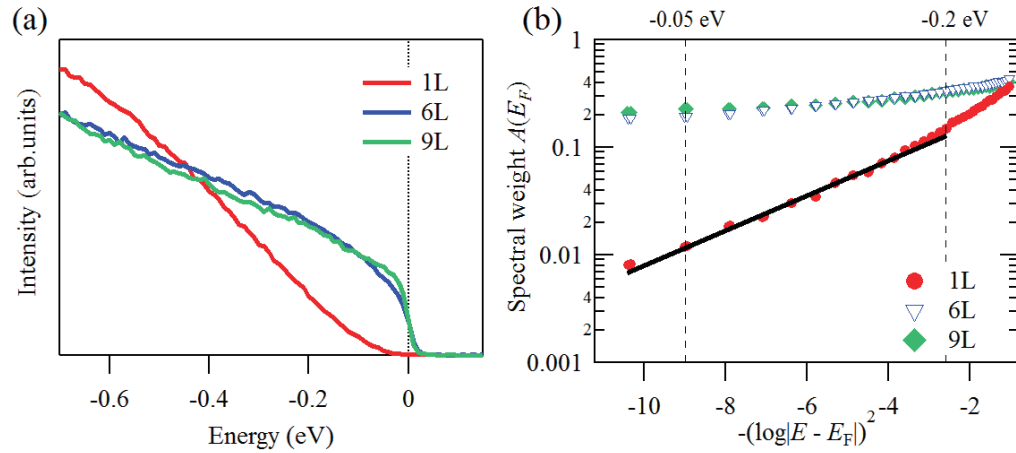 (a)
Intensity (arb.units)
1L
6L
9L
-0.6
-0.4
-0.2
0
Energy (eV)
(b)
-0.05 eV
-0.2 eV
Spectral weight A(E_F)
1
4
2
0.1
4
2
0.01
4
2
0.001
1L
6L
9L
-10
-8
-6
-4
-2
-(log|E - E_F|)²